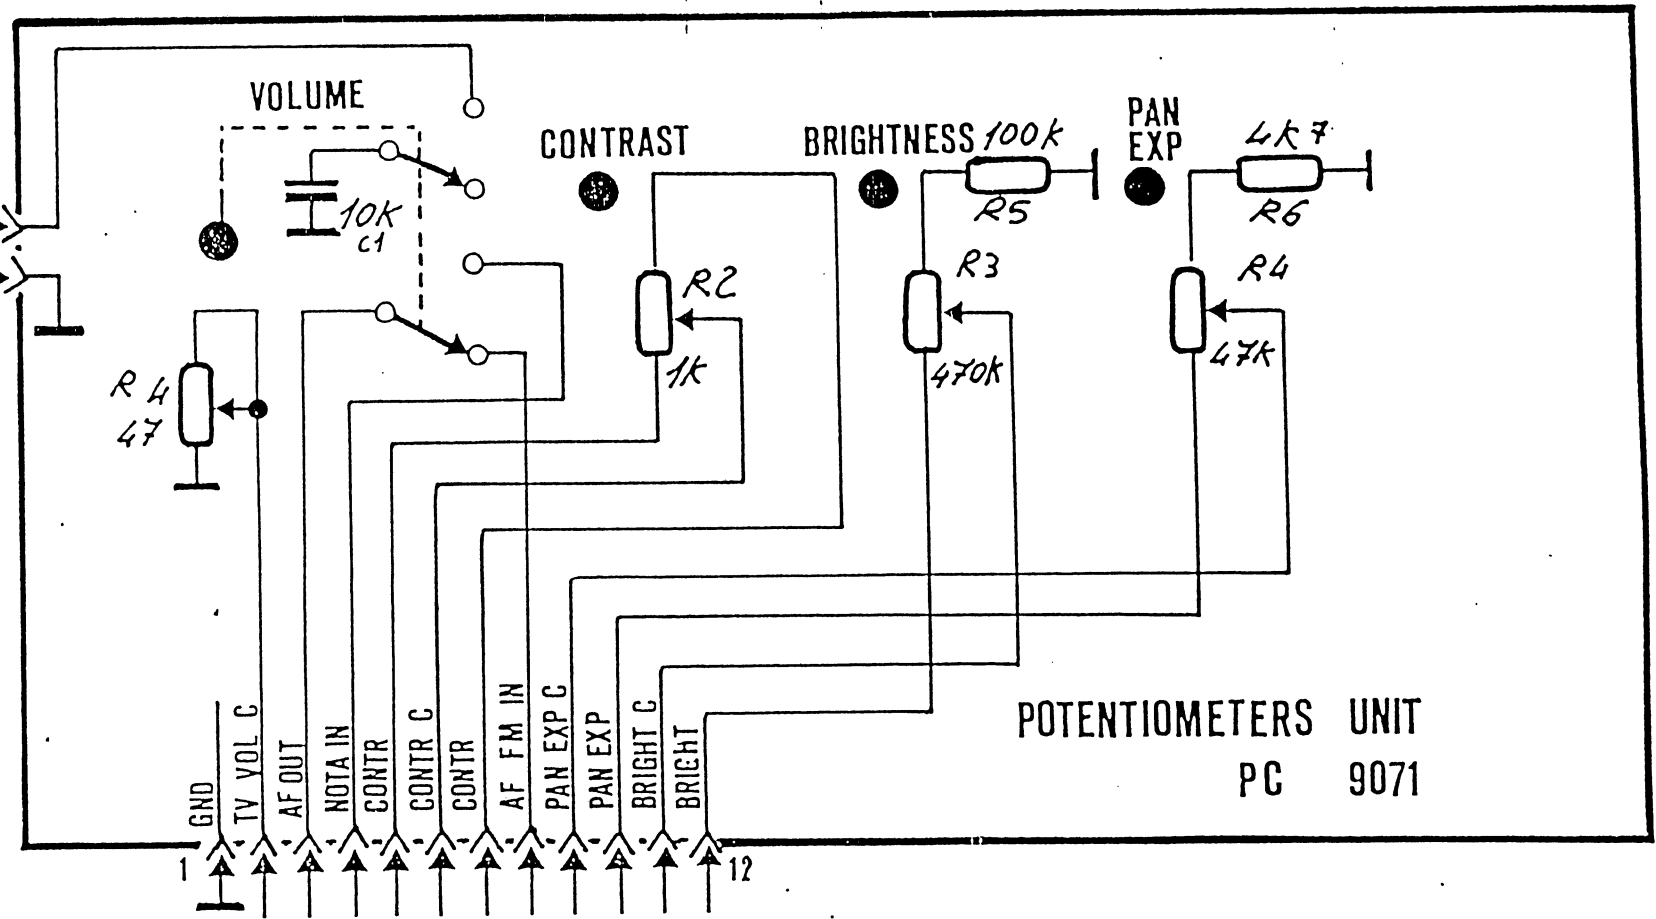 VOLUME
10K
C1
CONTRAST
BRIGHTNESS
100K
R5
PAN
EXP
4K7
R6
R2
1K
R3
470K
R4
47K
R 4
47
GND
TV VOL C
AF OUT
NOTA IN
CONTR
CONTR C
CONTR
AF FM IN
PAN EXP C
PAN EXP
BRIGHT C
BRIGHT
1
12
POTENTIOMETERS UNIT
PC 9071